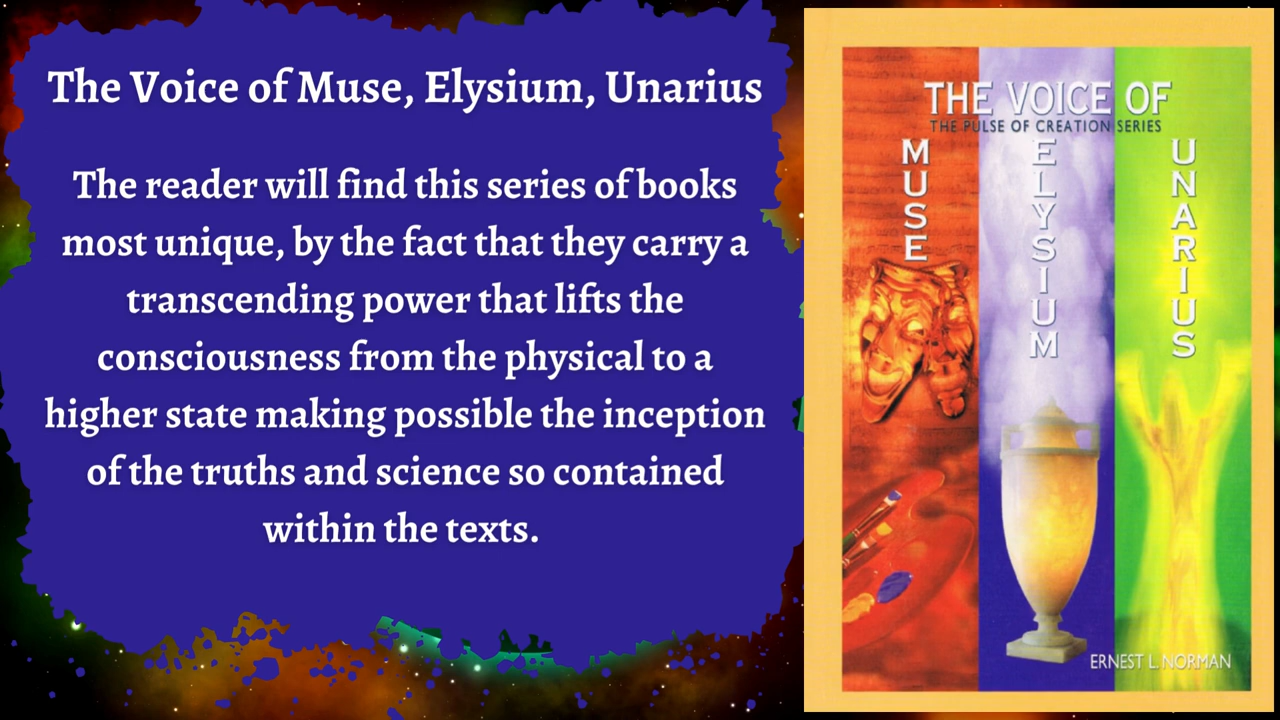 The Voice of Muse, Elysium, Unarius
The reader will find this series of books
most unique, by the fact that they carry a
transcending power that lifts the
consciousness from the physical to a
higher state making possible the inception
of the truths and science so contained
within the texts.
THE VOICE OF
THE PULSE OF CREATION SERIES
MUSE
ELYSIUM
UNARIUS
ERNEST L. NORMAN